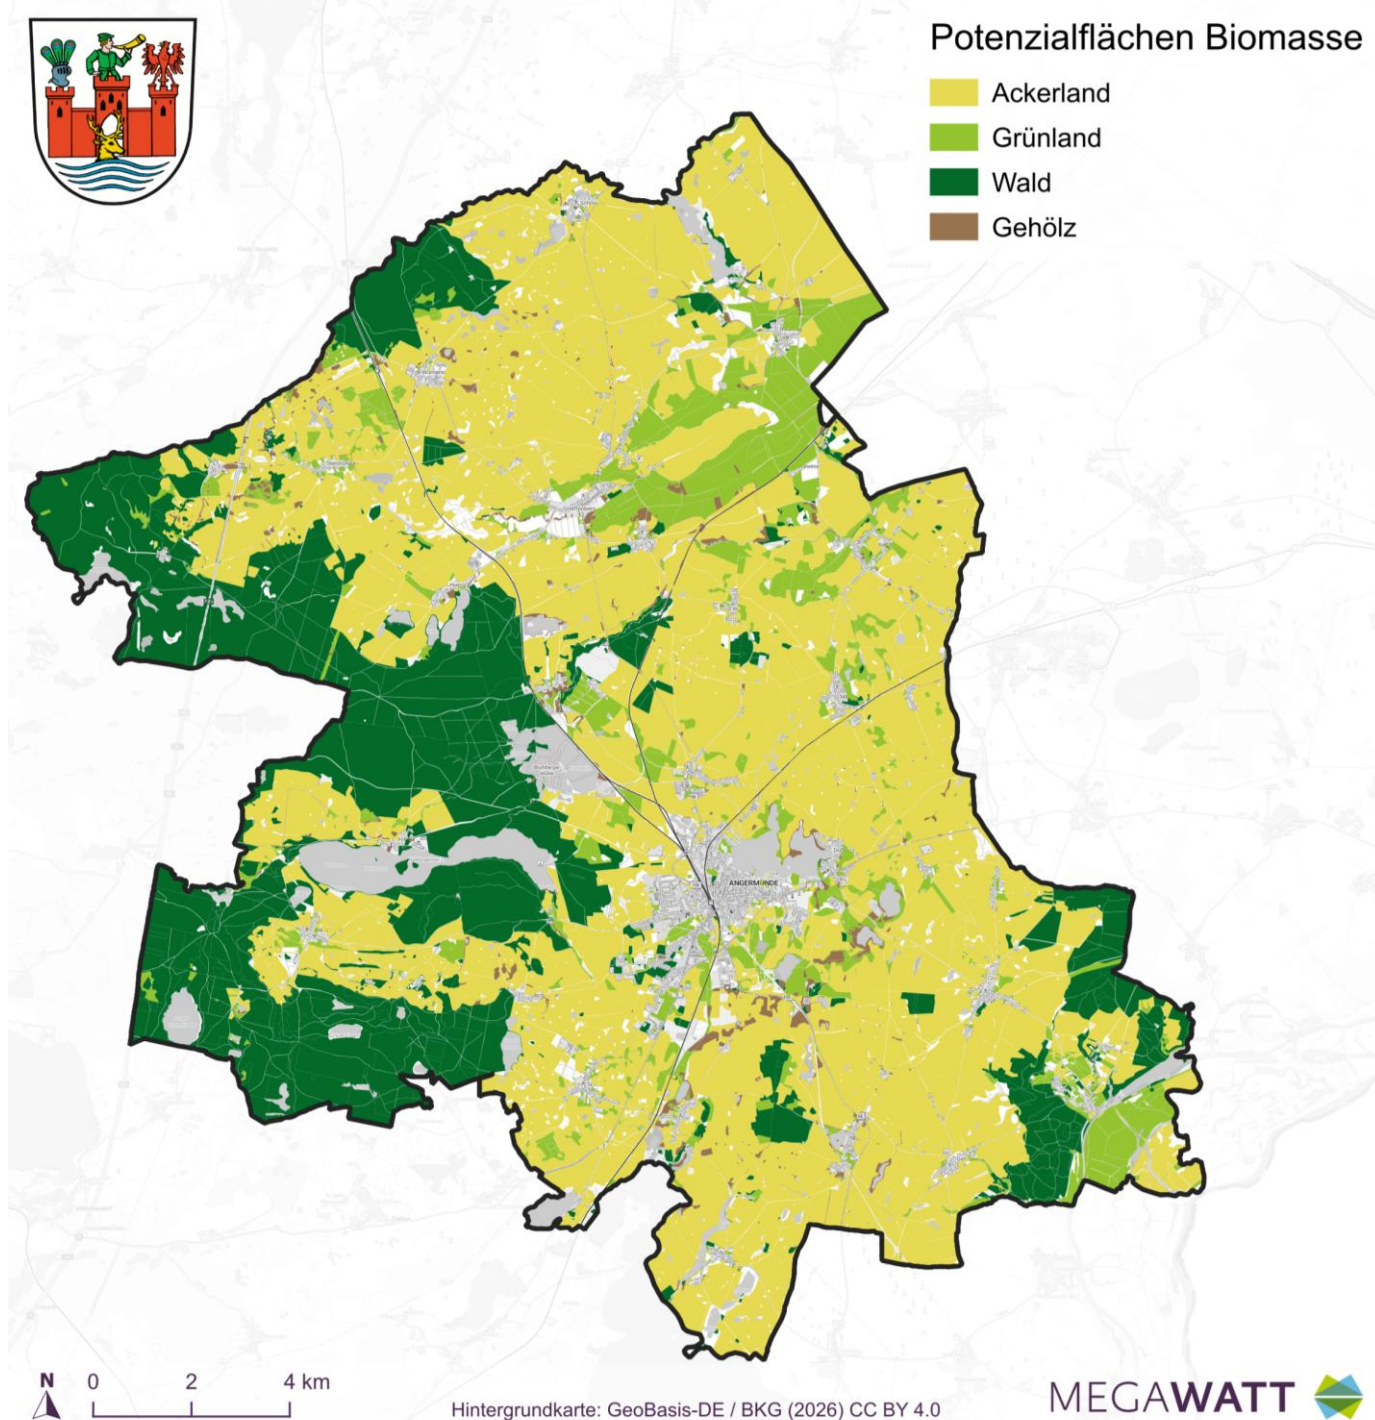 Potenzialflächen Biomasse
Ackerland
Grünland
Wald
Gehölz
ANGERMÜNDE
N 0 2 4 km
Hintergrundkarte: GeoBasis-DE / BKG (2026) CC BY 4.0
MEGAWATT